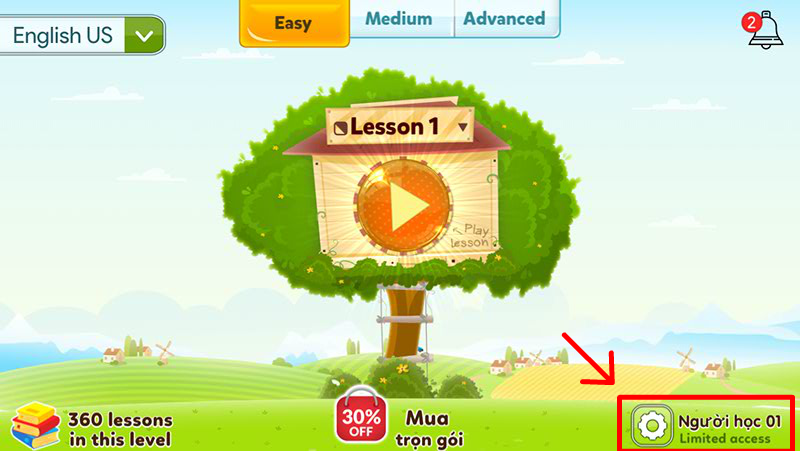 Easy
Medium
Advanced
English US
2
Lesson 1
Play
lesson
360 lessons
in this level
30%
OFF
Mua
trọn gói
Người học 01
Limited access